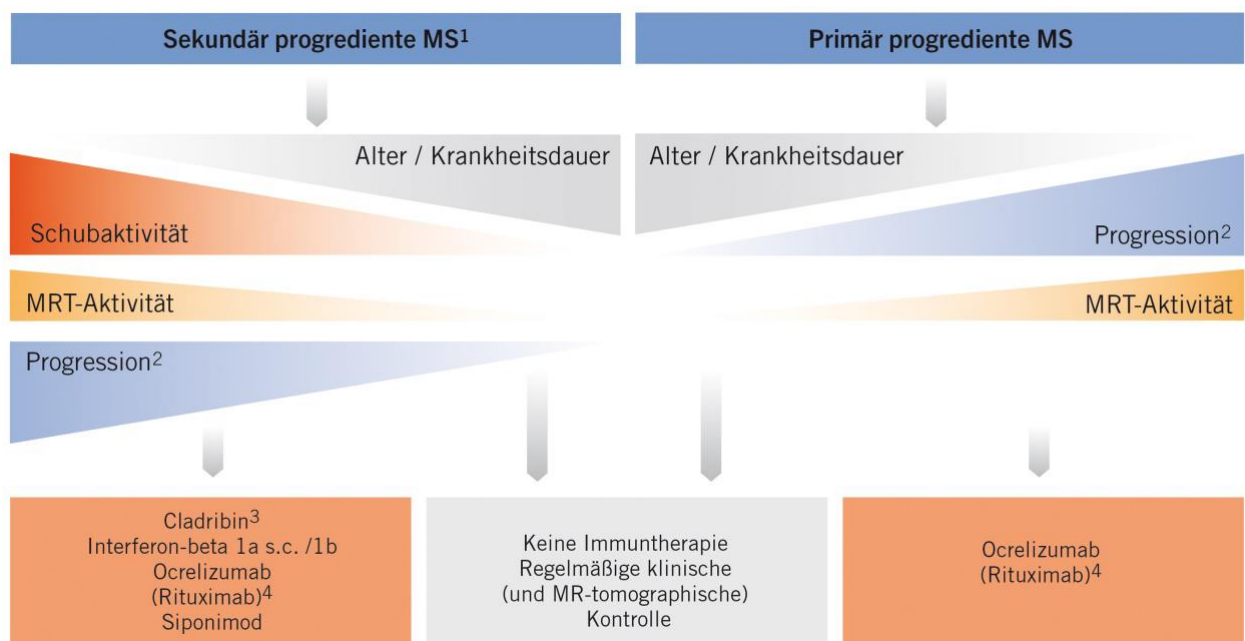 Sekundär progrediente MS1
Primär progrediente MS
Alter / Krankheitsdauer
Alter / Krankheitsdauer
Schubaktivität
Progression2
MRT-Aktivität
MRT-Aktivität
Progression2
Cladribin3
Interferon-beta 1a s.c. /1b
Ocrelizumab
(Rituximab)4
Siponimod
Keine Immuntherapie
Regelmäßige klinische
(und MR-tomographische)
Kontrolle
Ocrelizumab
(Rituximab)4